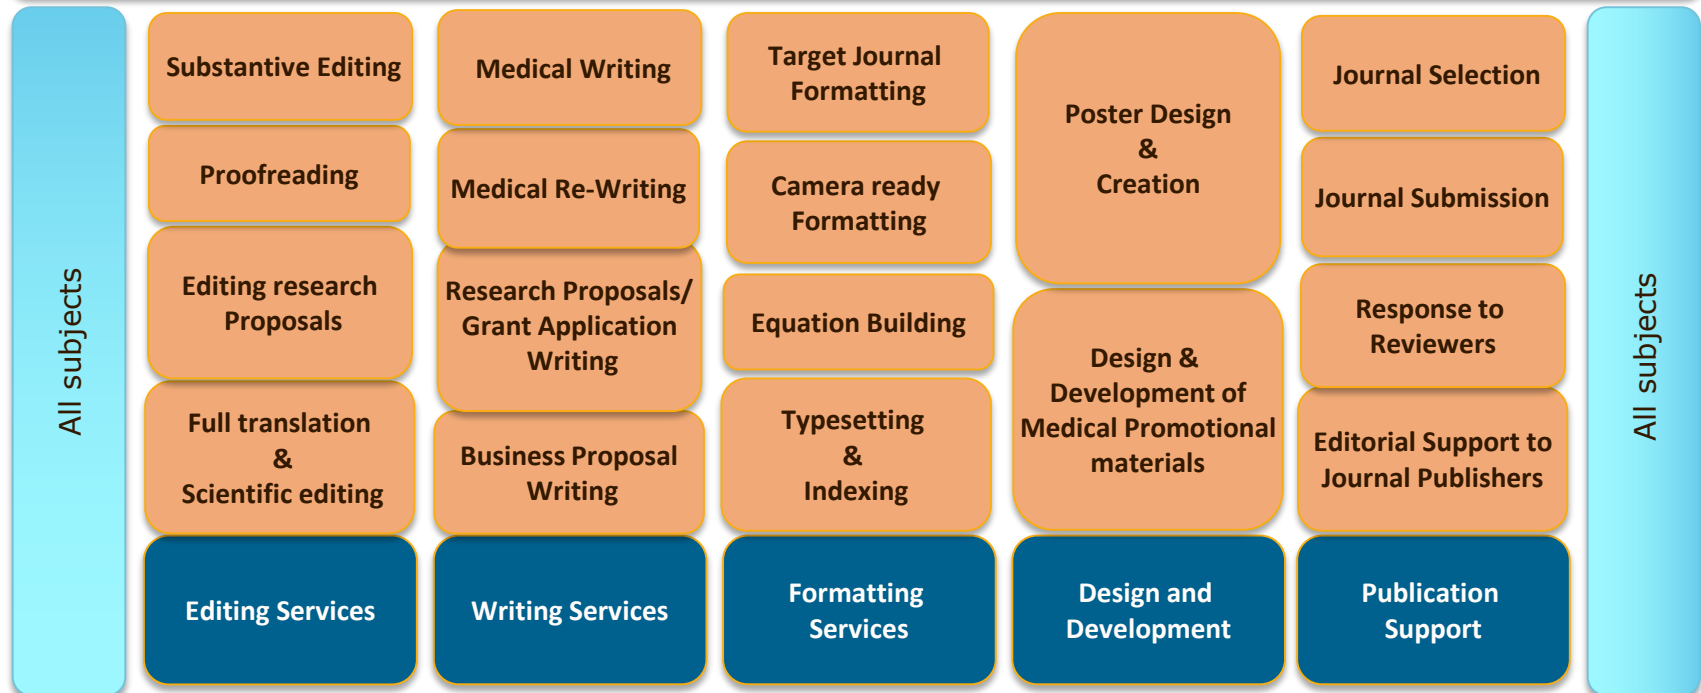 All subjects
Substantive Editing
Proofreading
Editing research
Proposals
Full translation
&
Scientific editing
Editing Services
Medical Writing
Medical Re-Writing
Research Proposals/
Grant Application
Writing
Business Proposal
Writing
Writing Services
Target Journal
Formatting
Camera ready
Formatting
Equation Building
Typesetting
&
Indexing
Formatting
Services
Poster Design
&
Creation
Design &
Development of
Medical Promotional
materials
Design and
Development
Journal Selection
Journal Submission
Response to
Reviewers
Editorial Support to
Journal Publishers
Publication
Support
All subjects